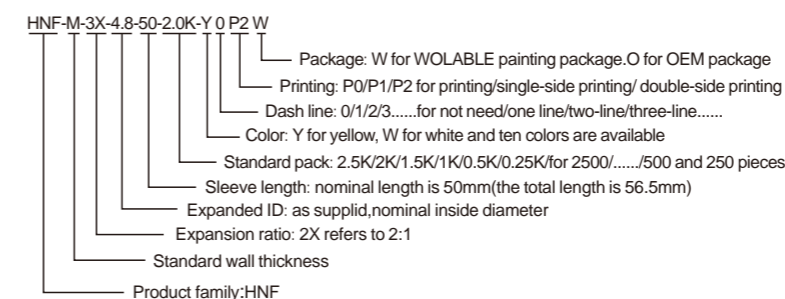 HNF-M-3X-4.8-50-2.0K-Y 0 P2 W
Package: W for WOLABLE painting package.O for OEM package
Printing: P0/P1/P2 for printing/single-side printing/ double-side printing
Dash line: 0/1/2/3......for not need/one line/two-line/three-line......
Color: Y for yellow, W for white and ten colors are available
Standard pack: 2.5K/2K/1.5K/1K/0.5K/0.25K/for 2500/....../500 and 250 pieces
Sleeve length: nominal length is 50mm(the total length is 56.5mm)
Expanded ID: as supplid,nominal inside diameter
Expansion ratio: 2X refers to 2:1
Standard wall thickness
Product family:HNF